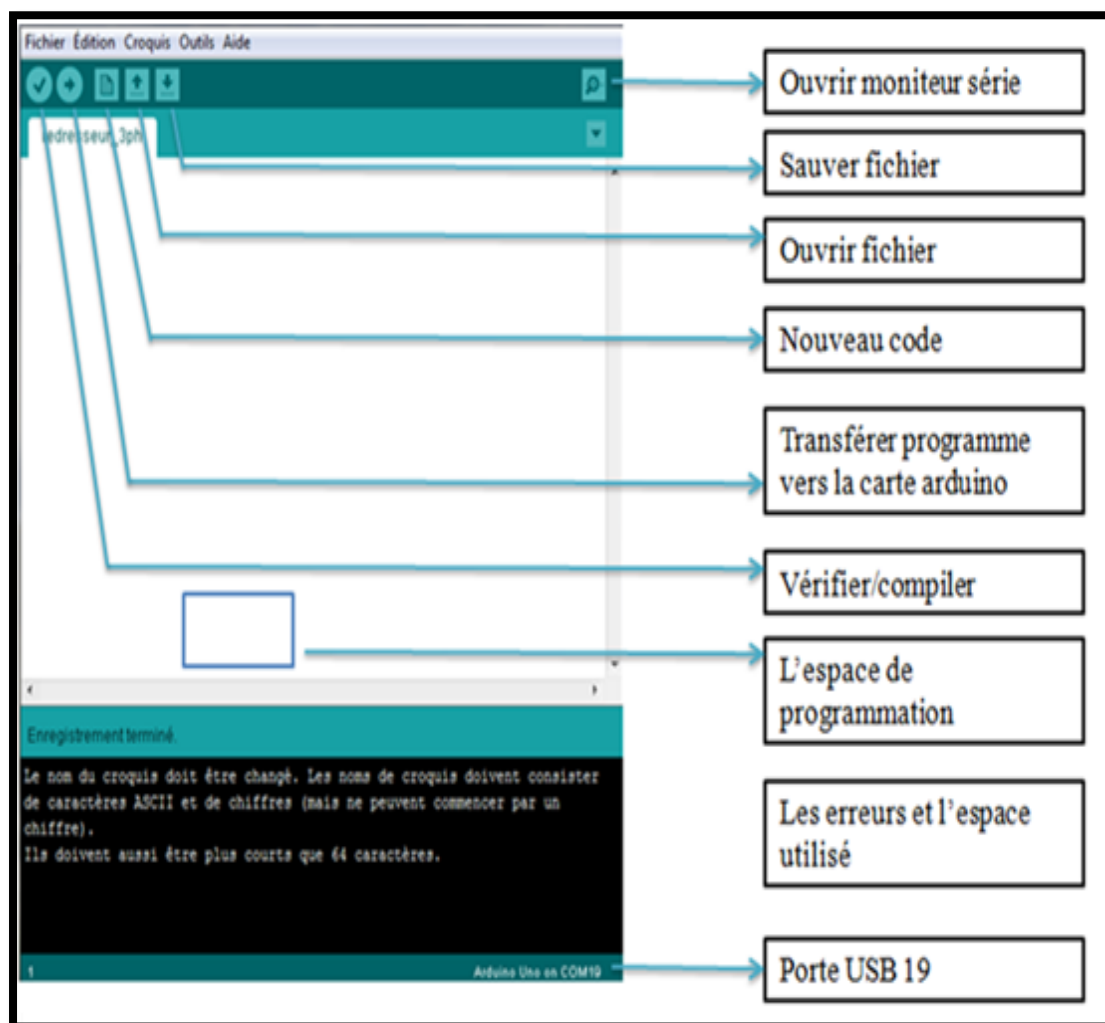 Fichier Édition Croquis Outils Aide
redresseur_3ph
Enregistrement terminé.
Le nom du croquis doit être changé. Les noms de croquis doivent consister
de caractères ASCII et de chiffres (mais ne peuvent commencer par un
chiffre).
Ils doivent aussi être plus courts que 64 caractères.
1
Arduino Uno on COM19
Ouvrir moniteur série
Sauver fichier
Ouvrir fichier
Nouveau code
Transférer programme
vers la carte arduino
Vérifier/compiler
L'espace de
programmation
Les erreurs et l'espace
utilisé
Porte USB 19